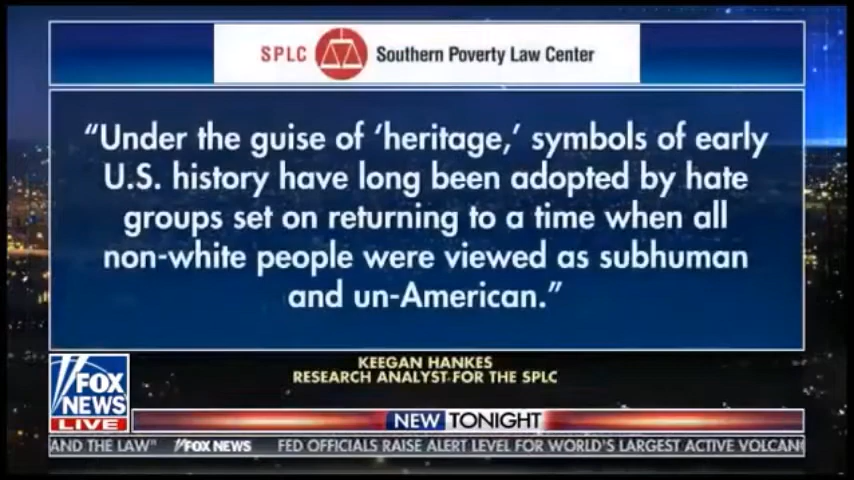 SPLC Southern Poverty Law Center
“Under the guise of ‘heritage,’ symbols of early
U.S. history have long been adopted by hate
groups set on returning to a time when all
non-white people were viewed as subhuman
and un-American.”
KEEGAN HANKES
RESEARCH ANALYST FOR THE SPLC
FOX
NEWS
LIVE
NEW TONIGHT
AND THE LAW" FOX NEWS FED OFFICIALS RAISE ALERT LEVEL FOR WORLD'S LARGEST ACTIVE VOLCAN